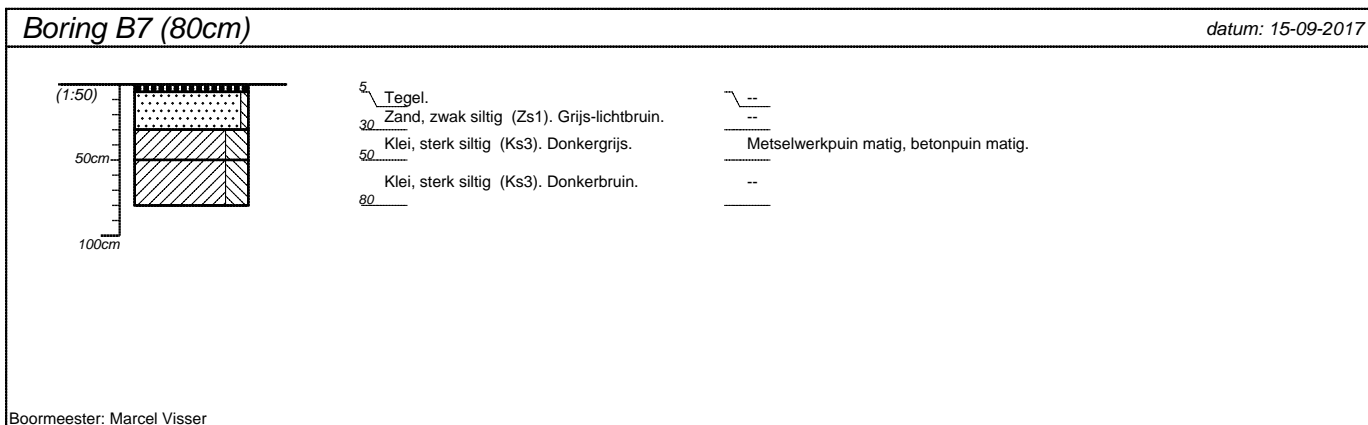 Boring B7 (80cm) datum: 15-09-2017
(1:50)
50cm
100cm
5 Tegel. --
Zand, zwak siltig (Zs1). Grijs-lichtbruin. --
30
Klei, sterk siltig (Ks3). Donkergrijs. Metselwerkpuin matig, betonpuin matig.
50
Klei, sterk siltig (Ks3). Donkerbruin. --
80
Boormeester: Marcel Visser